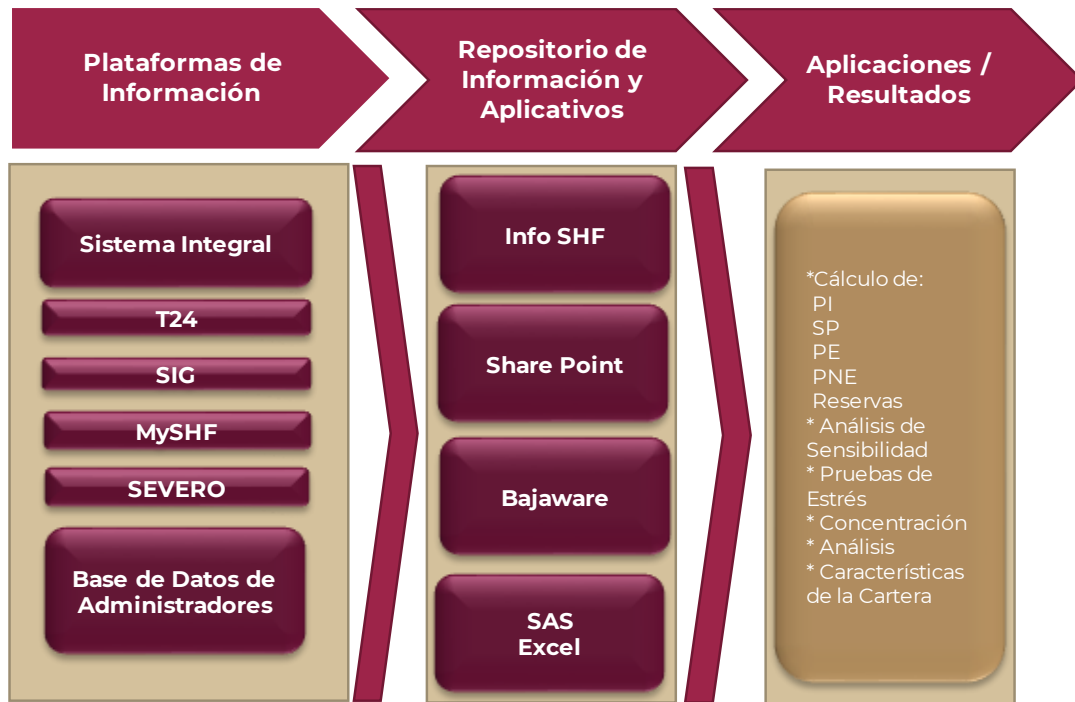 Plataformas de
Información
Repositorio de
Información y
Aplicativos
Aplicaciones /
Resultados
Sistema Integral
T24
SIG
MySHF
SEVERO
Base de Datos de
Administradores
Info SHF
Share Point
Bajaware
SAS
Excel
*Cálculo de:
PI
SP
PE
PNE
Reservas
* Análisis de
Sensibilidad
* Pruebas de
Estrés
* Concentración
* Análisis
* Características
de la Cartera